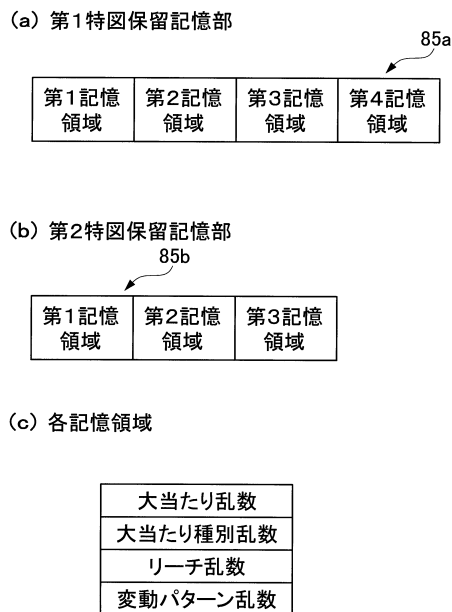 (a) 第1特図保留記憶部
85a
第1記憶 第2記憶 第3記憶 第4記憶
領域 領域 領域 領域
(b) 第2特図保留記憶部
85b
第1記憶 第2記憶 第3記憶
領域 領域 領域
(c) 各記憶領域
大当たり乱数
大当たり種別乱数
リーチ乱数
変動パターン乱数